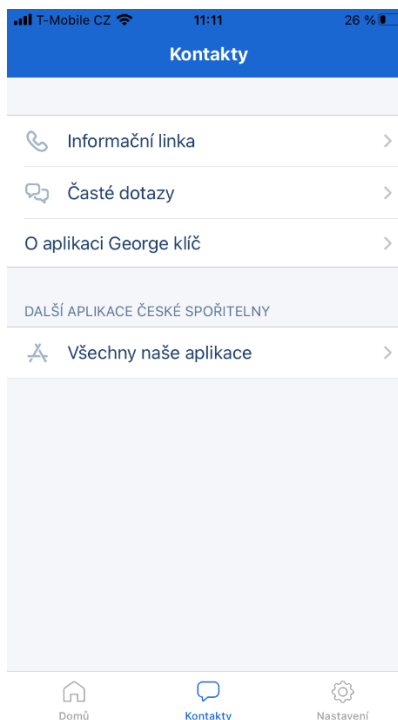 T-Mobile CZ 11:11 26 %
Kontakty
Informační linka
Časté dotazy
O aplikaci George klíč
DALŠÍ APLIKACE ČESKÉ SPOŘITELNY
Všechny naše aplikace
Domů Kontakty Nastavení